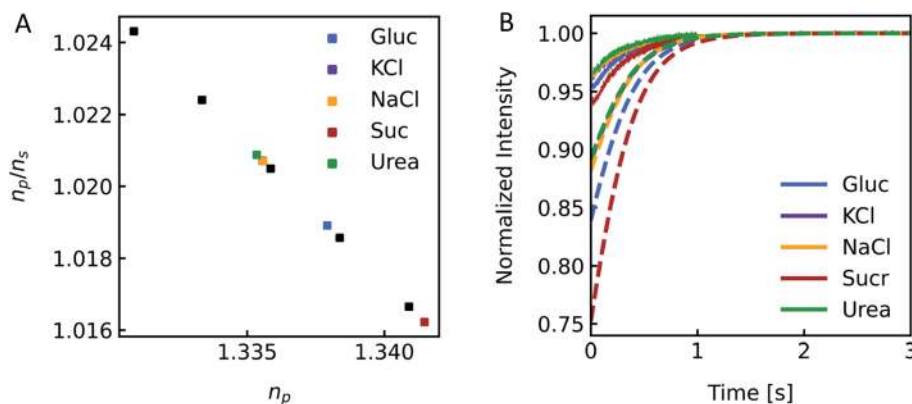 A
1.024
1.022
1.020
1.018
1.016
n_p/n_s
1.335
1.340
n_p
Gluc
KCl
NaCl
Suc
Urea
B
1.00
0.95
0.90
0.85
0.80
0.75
Normalized Intensity
0
1
2
3
Time [s]
Gluc
KCl
NaCl
Sucr
Urea